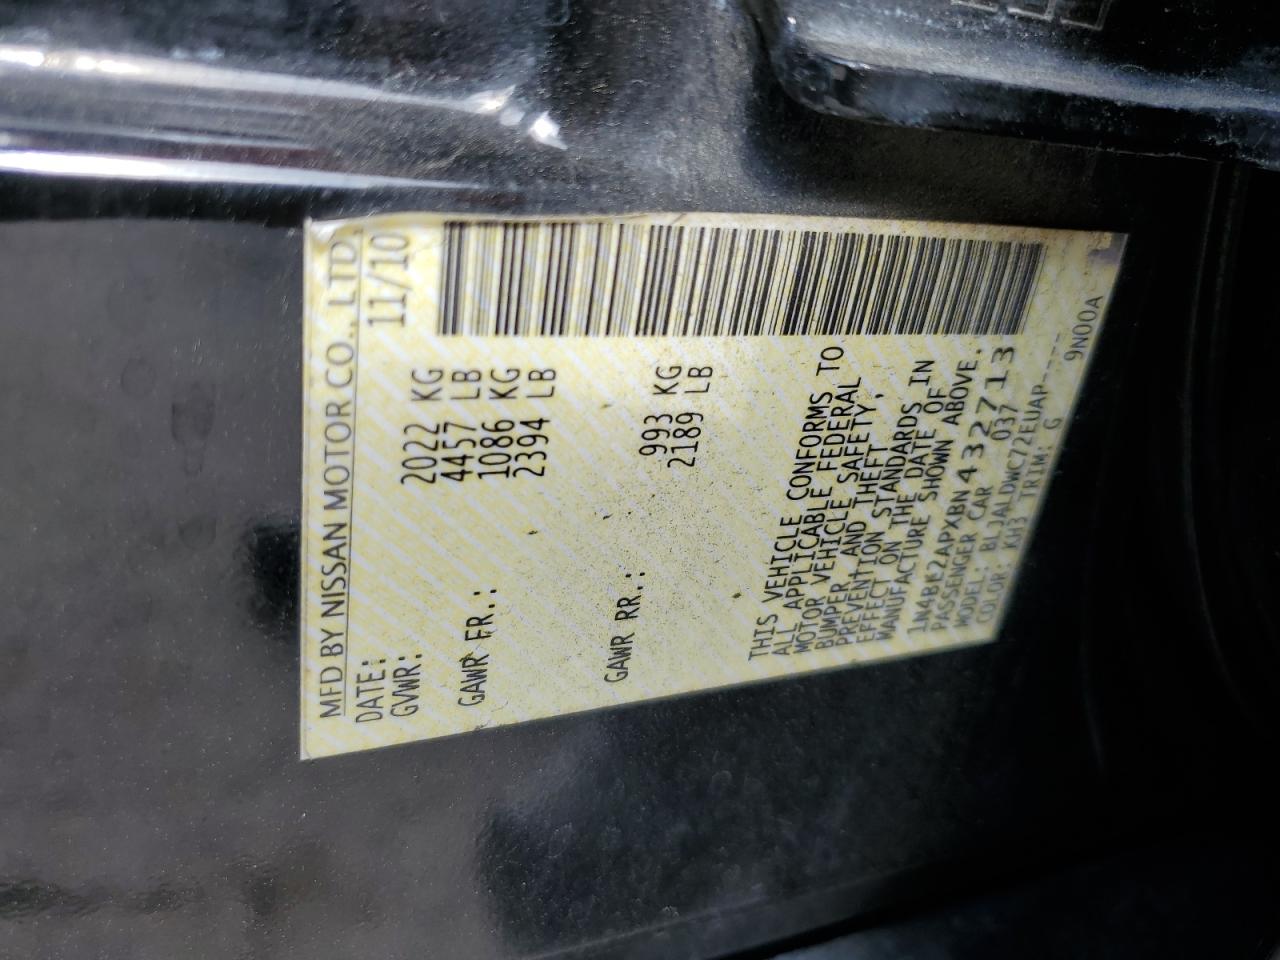 MFD BY NISSAN MOTOR CO., LTD.
DATE: 11/10
GVWR: 2022 KG
4457 LB
GAWR FR.: 1086 KG
2394 LB
GAWR RR.: 993 KG
2189 LB
THIS VEHICLE CONFORMS TO
ALL APPLICABLE FEDERAL
MOTOR VEHICLE SAFETY,
BUMPER, AND THEFT
PREVENTION STANDARDS IN
EFFECT ON THE DATE OF
MANUFACTURE SHOWN ABOVE.
1N4BL2APXBN432713
PASSENGER CAR 037
MODEL: BLJALDWC72EUAP-----
COLOR: KH3 TRIM: G 9N00A